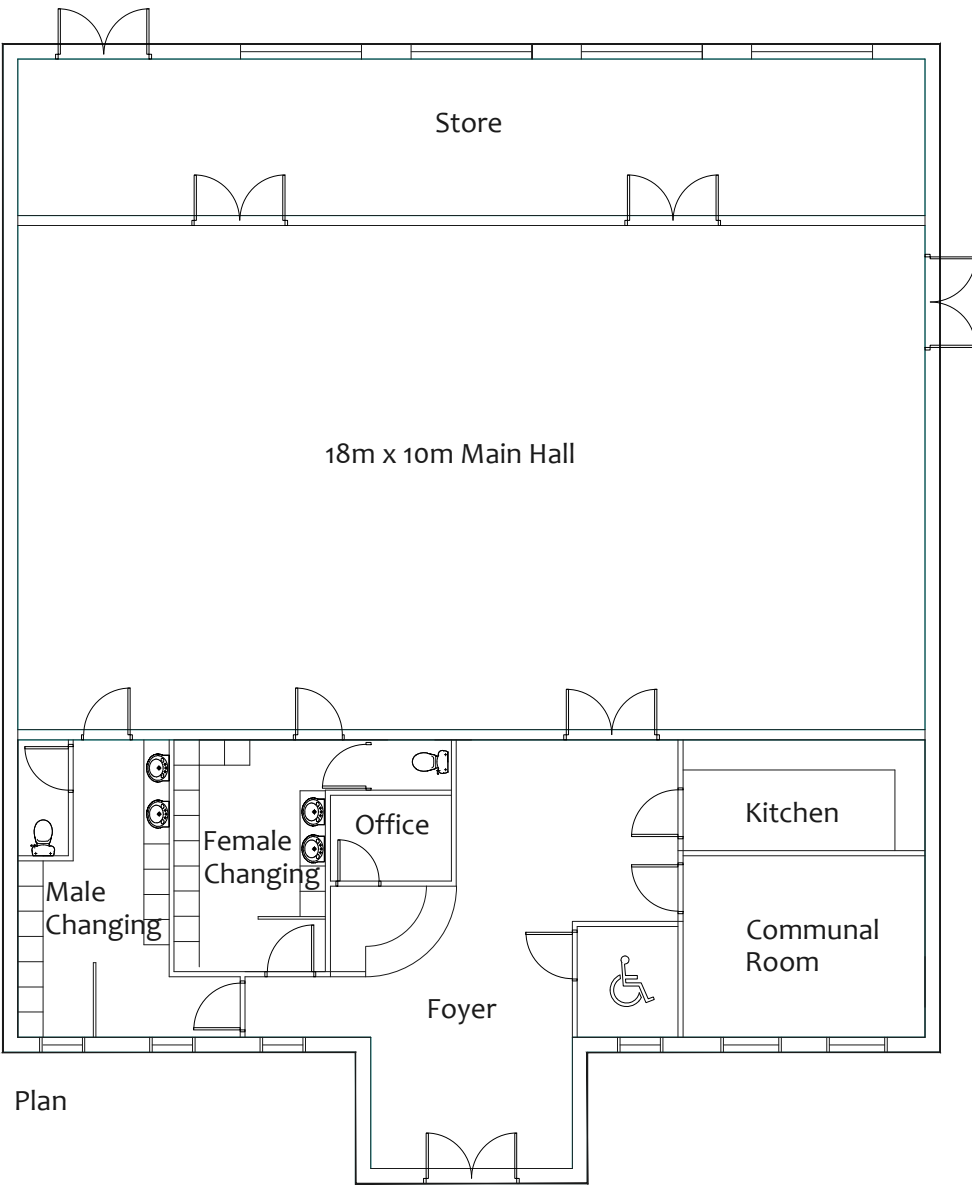 Store
18m x 10m Main Hall
Kitchen
Office
Female
Changing
Male
Changing
Communal
Room
Foyer
Plan